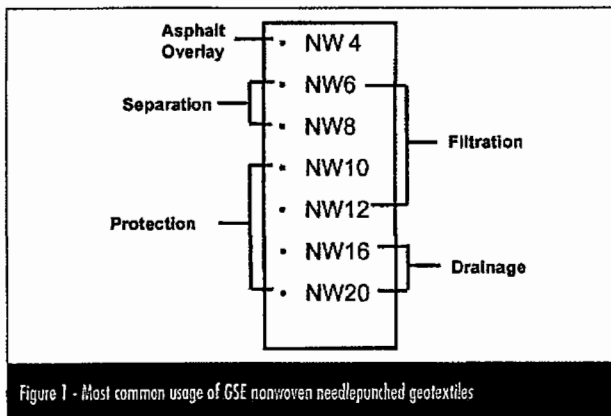 Asphalt
Overlay
• NW 4
• NW6
Separation
• NW8
Filtration
• NW10
• NW12
Protection
• NW16
Drainage
• NW20
Figure 1 - Most common usage of GSE nonwoven needlepunched geotextiles